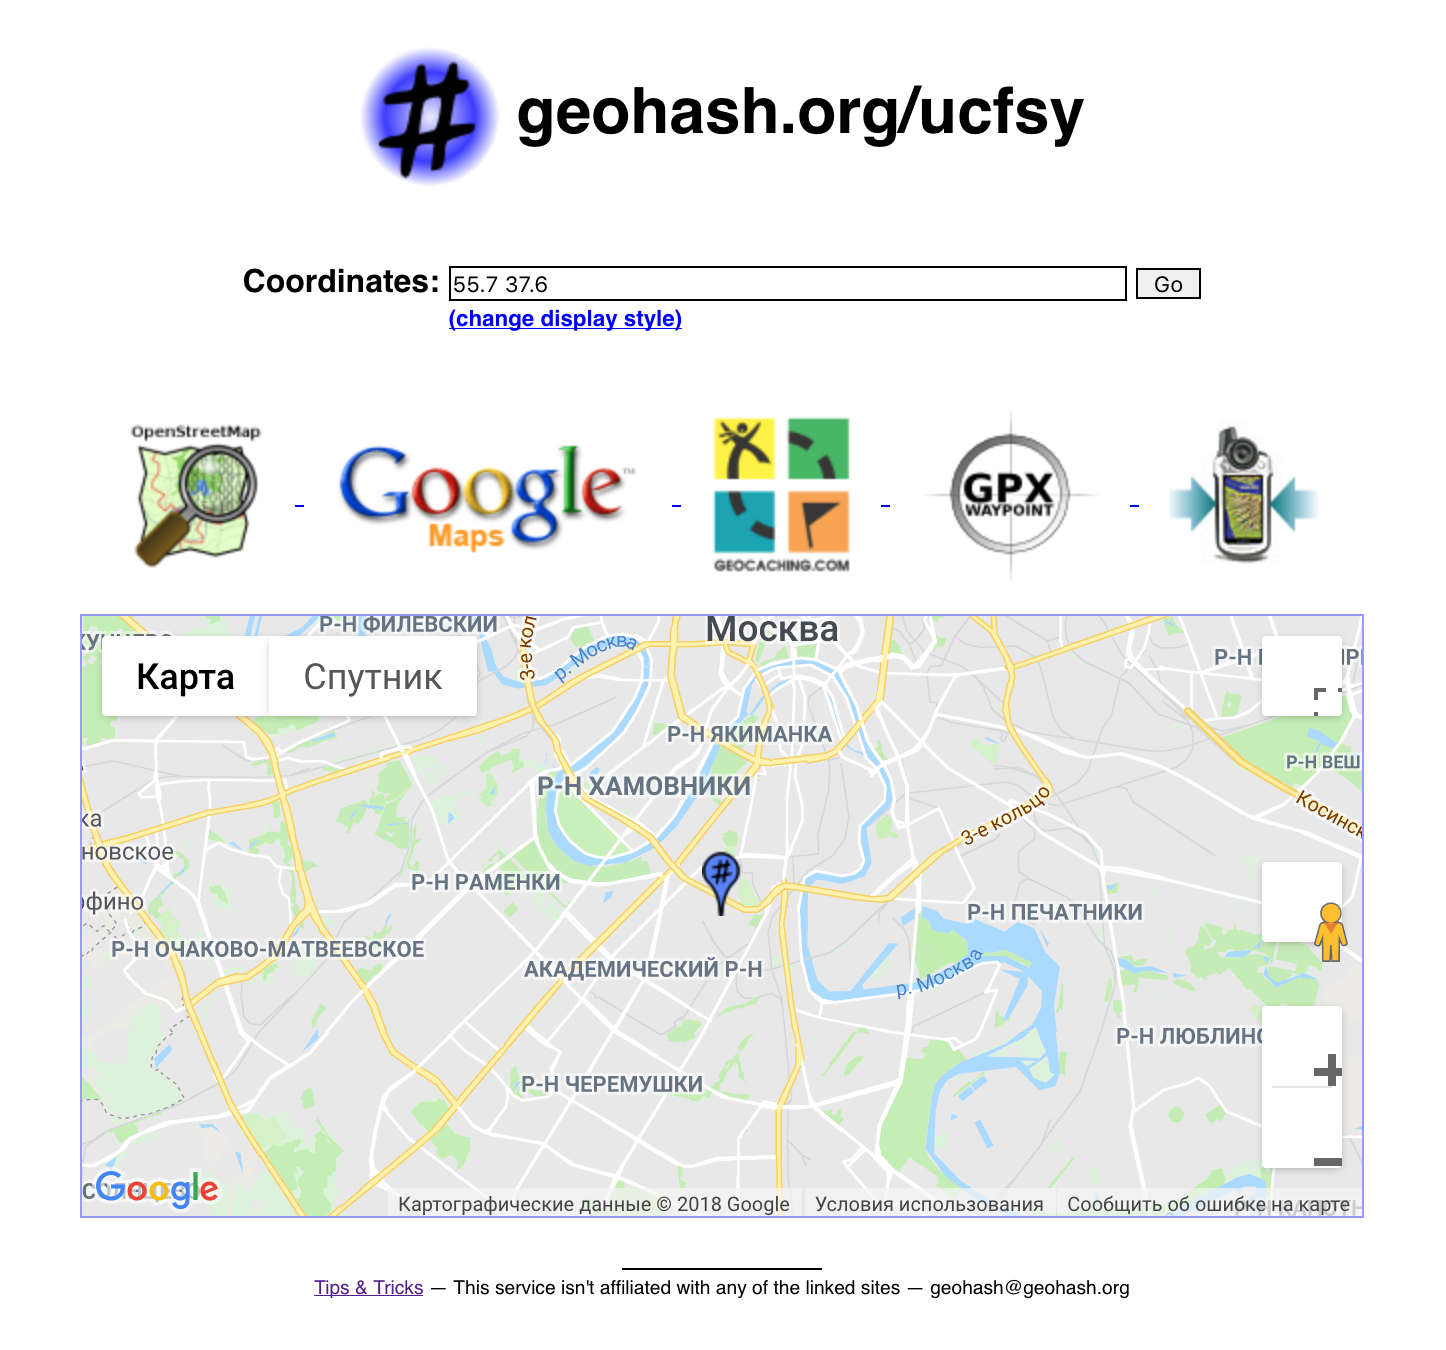 # geohash.org/ucfsy
Coordinates: 55.7 37.6 Go
(change display style)
OpenStreetMap
Google™
Maps
GEOCACHING.COM
GPX
WAYPOINT
Р-Н ФИЛЕВСКИЙ
Москва
3-е кол
р. Москва
Карта Спутник
Р-Н
Р-Н ЯКИМАНКА
Р-Н ВЕШ
Р-Н ХАМОВНИКИ
3-е кольцо
Косинск
ка
новское
#
Р-Н РАМЕНКИ
офино
Р-Н ПЕЧАТНИКИ
Р-Н ОЧАКОВО-МАТВЕЕВСКОЕ
АКАДЕМИЧЕСКИЙ Р-Н
р. Москва
Р-Н ЛЮБЛИНО
Р-Н ЧЕРЕМУШКИ
Google
Картографические данные © 2018 Google Условия использования Сообщить об ошибке на карте
Tips & Tricks — This service isn't affiliated with any of the linked sites — geohash@geohash.org